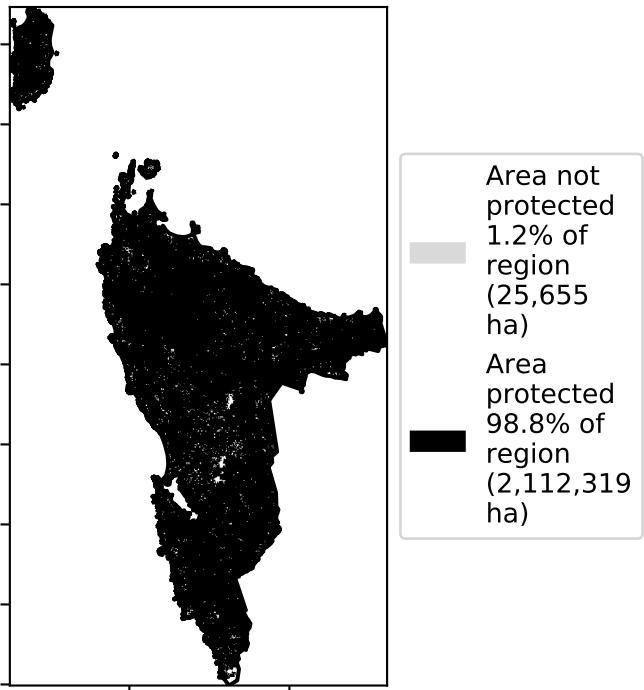 Area not
protected
1.2% of
region
(25,655
ha)
Area
protected
98.8% of
region
(2,112,319
ha)